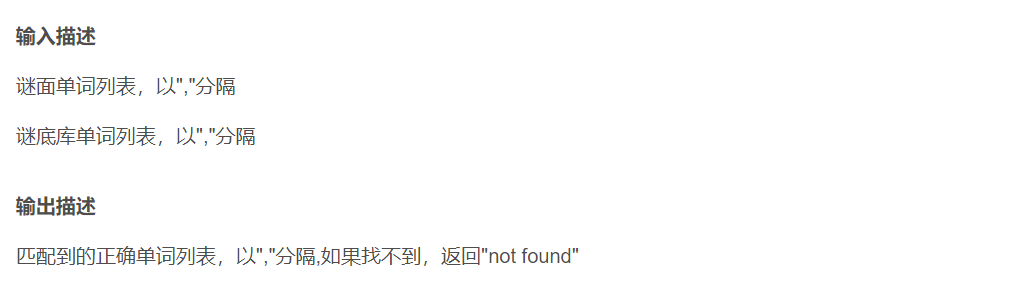 输入描述
谜面单词列表，以","分隔
谜底库单词列表，以","分隔
输出描述
匹配到的正确单词列表，以","分隔,如果找不到，返回"not found"